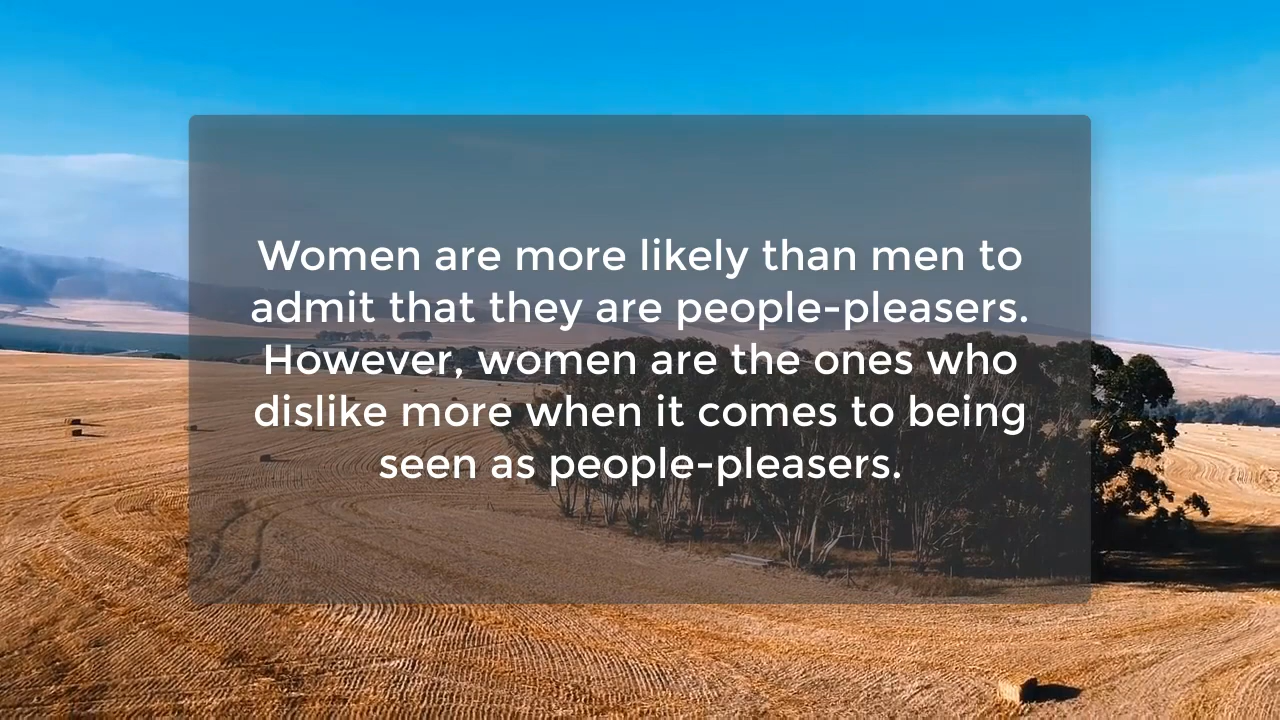 Women are more likely than men to
admit that they are people-pleasers.
However, women are the ones who
dislike more when it comes to being
seen as people-pleasers.